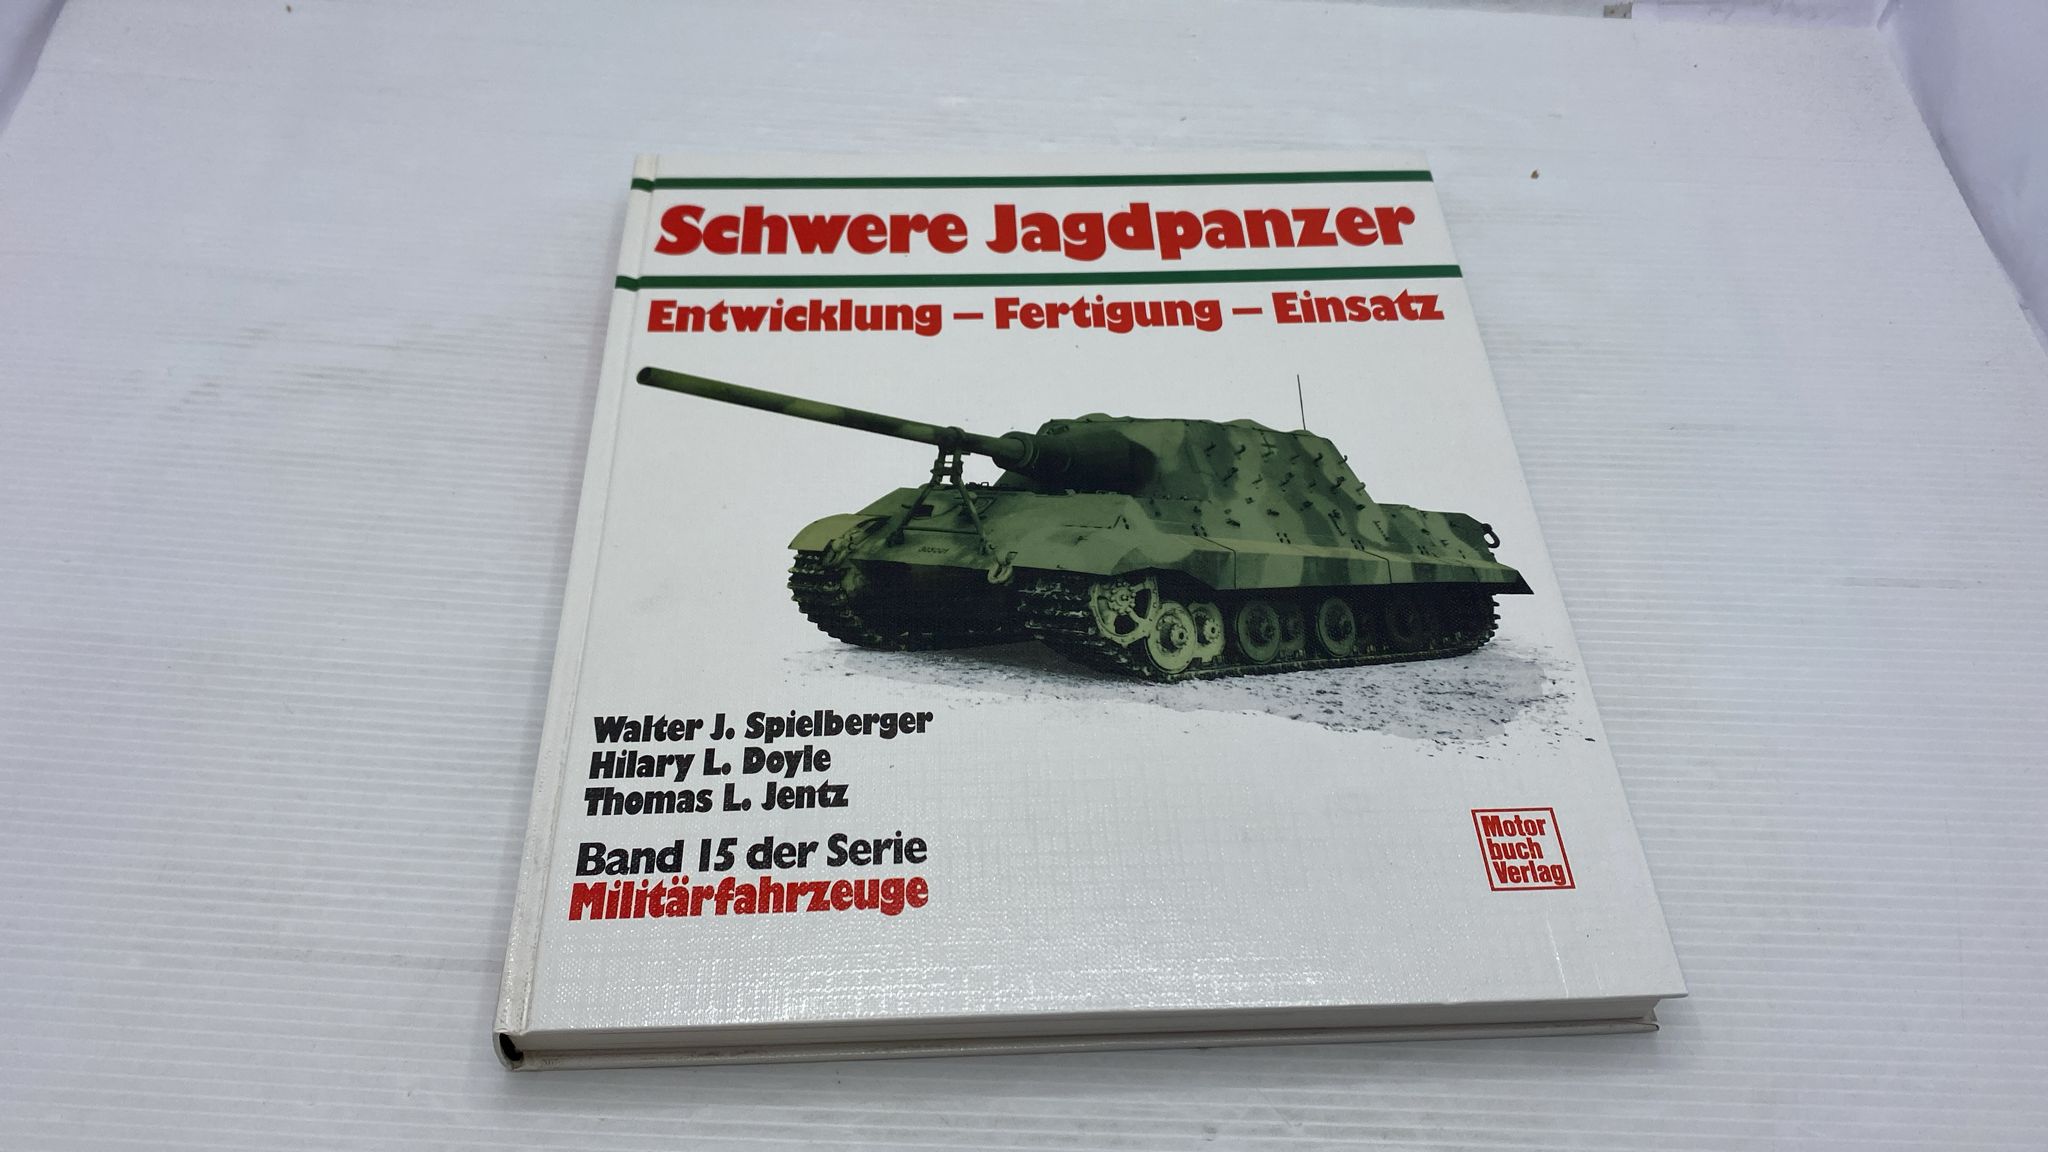 Schwere Jagdpanzer
Entwicklung – Fertigung – Einsatz
Walter J. Spielberger
Hilary L. Doyle
Thomas L. Jentz
Band 15 der Serie
Militärfahrzeuge
Motor
buch
Verlag